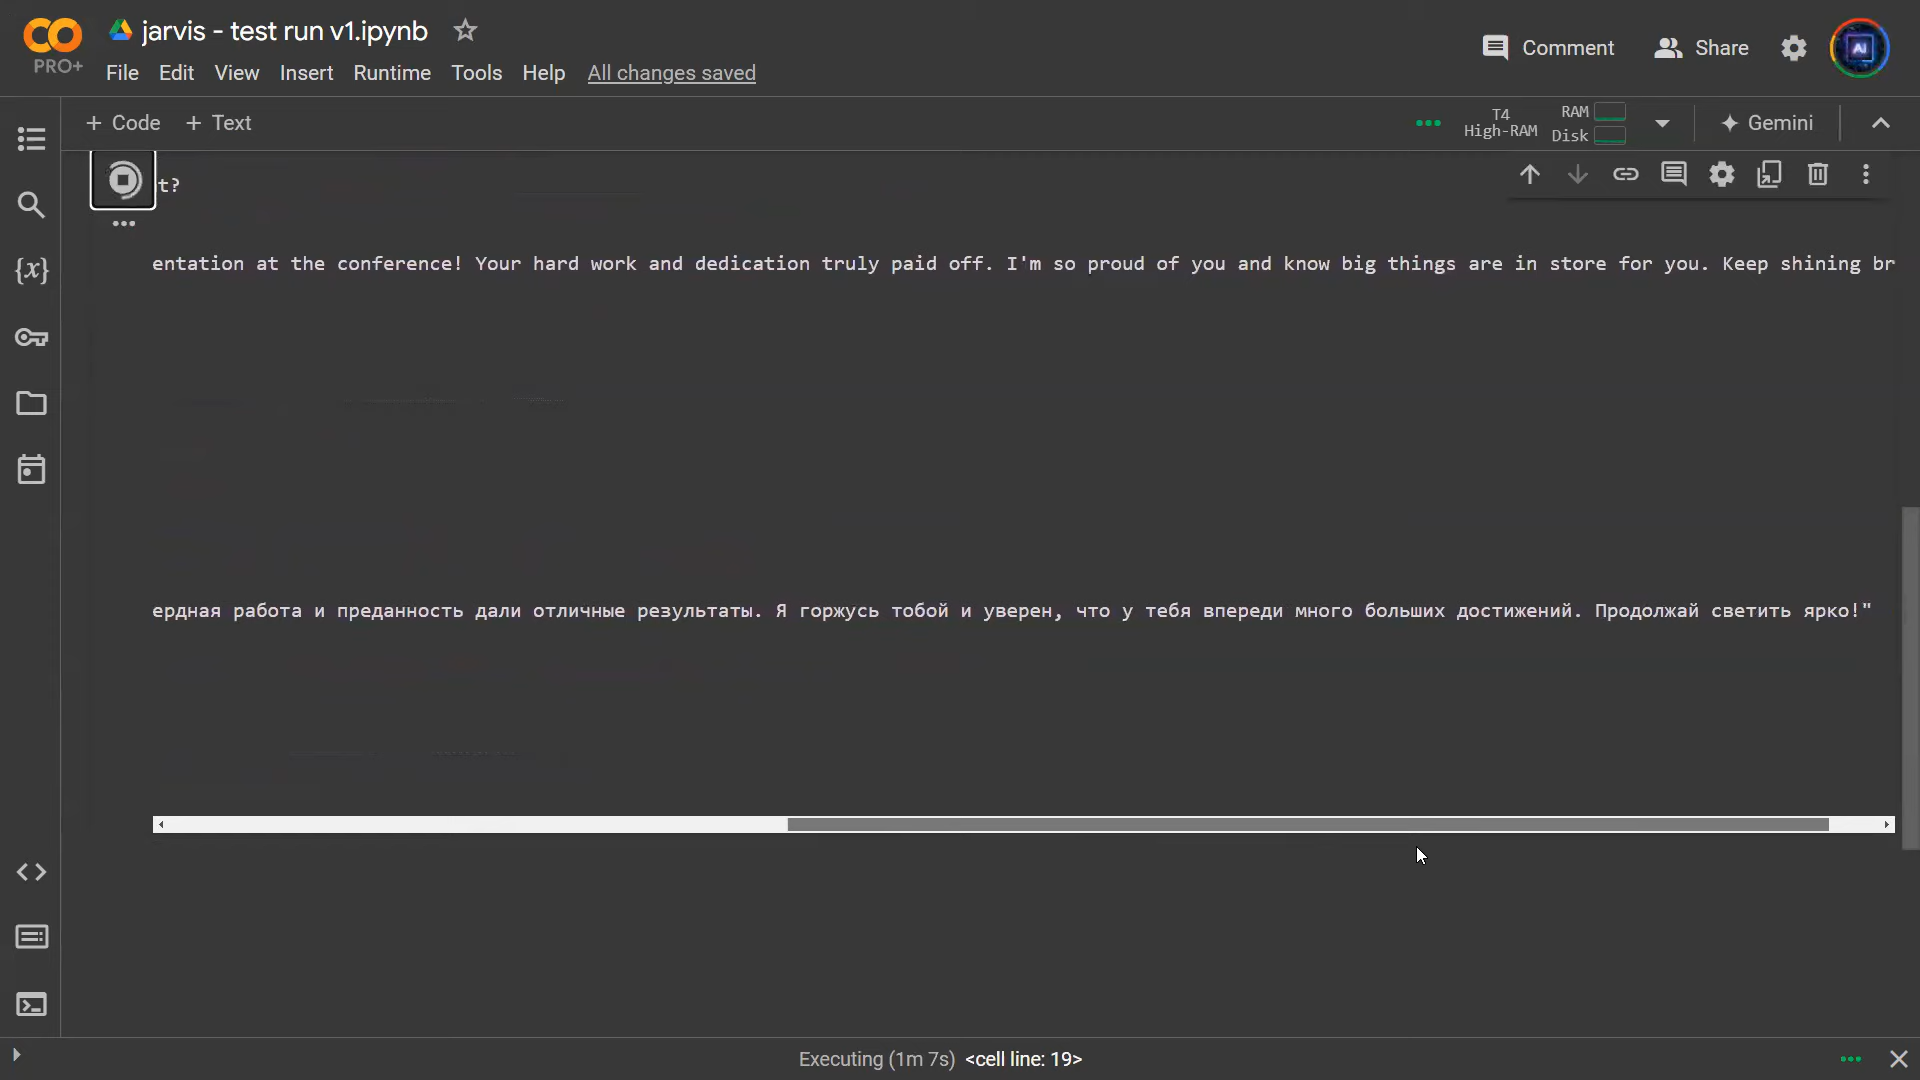 jarvis - test run v1.ipynb
PRO+
File Edit View Insert Runtime Tools Help All changes saved
Comment Share
AI
+ Code + Text
T4
High-RAM
RAM
Disk
Gemini
t?
entation at the conference! Your hard work and dedication truly paid off. I'm so proud of you and know big things are in store for you. Keep shining br
{x}
ердная работа и преданность дали отличные результаты. Я горжусь тобой и уверен, что у тебя впереди много больших достижений. Продолжай светить ярко!"
Executing (1m 7s) <cell line: 19>